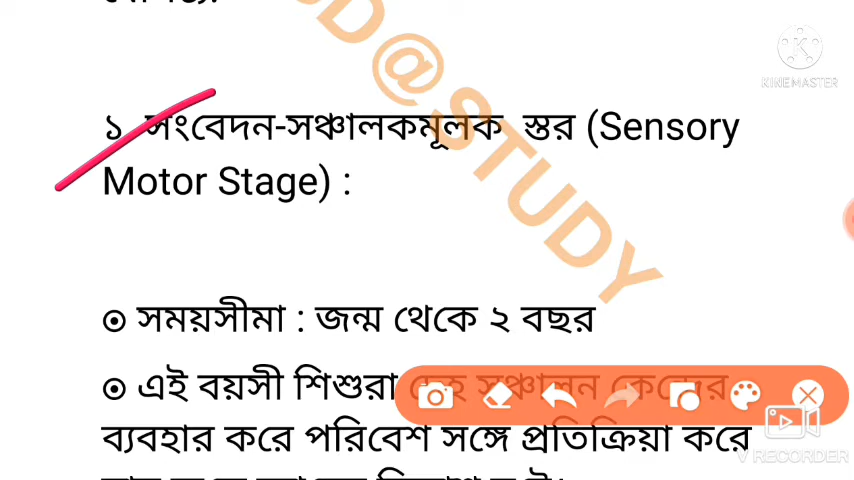 ১ সংবেদন-সঞ্চালকমূলক স্তর (Sensory
Motor Stage) :
⊙ সময়সীমা : জন্ম থেকে ২ বছর
⊙ এই বয়সী শিশুরা
ব্যবহার করে পরিবেশ সঙ্গে প্রতিক্রিয়া করে
D@STUDY
KINEMASTER
V RECORDER